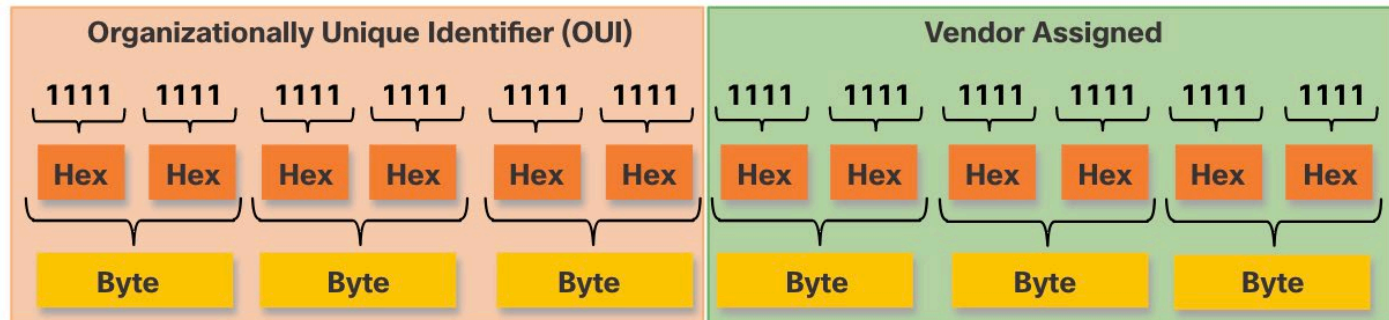 Organizationally Unique Identifier (OUI) Vendor Assigned
1111 1111 1111 1111 1111 1111 1111 1111 1111 1111 1111 1111
Hex Hex Hex Hex Hex Hex Hex Hex Hex Hex Hex Hex
Byte Byte Byte Byte Byte Byte